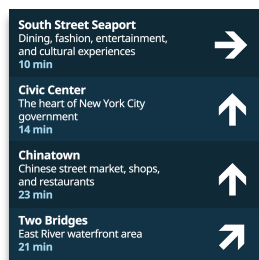 South Street Seaport
Dining, fashion, entertainment,
and cultural experiences
10 min
Civic Center
The heart of New York City
government
14 min
Chinatown
Chinese street market, shops,
and restaurants
23 min
Two Bridges
East River waterfront area
21 min